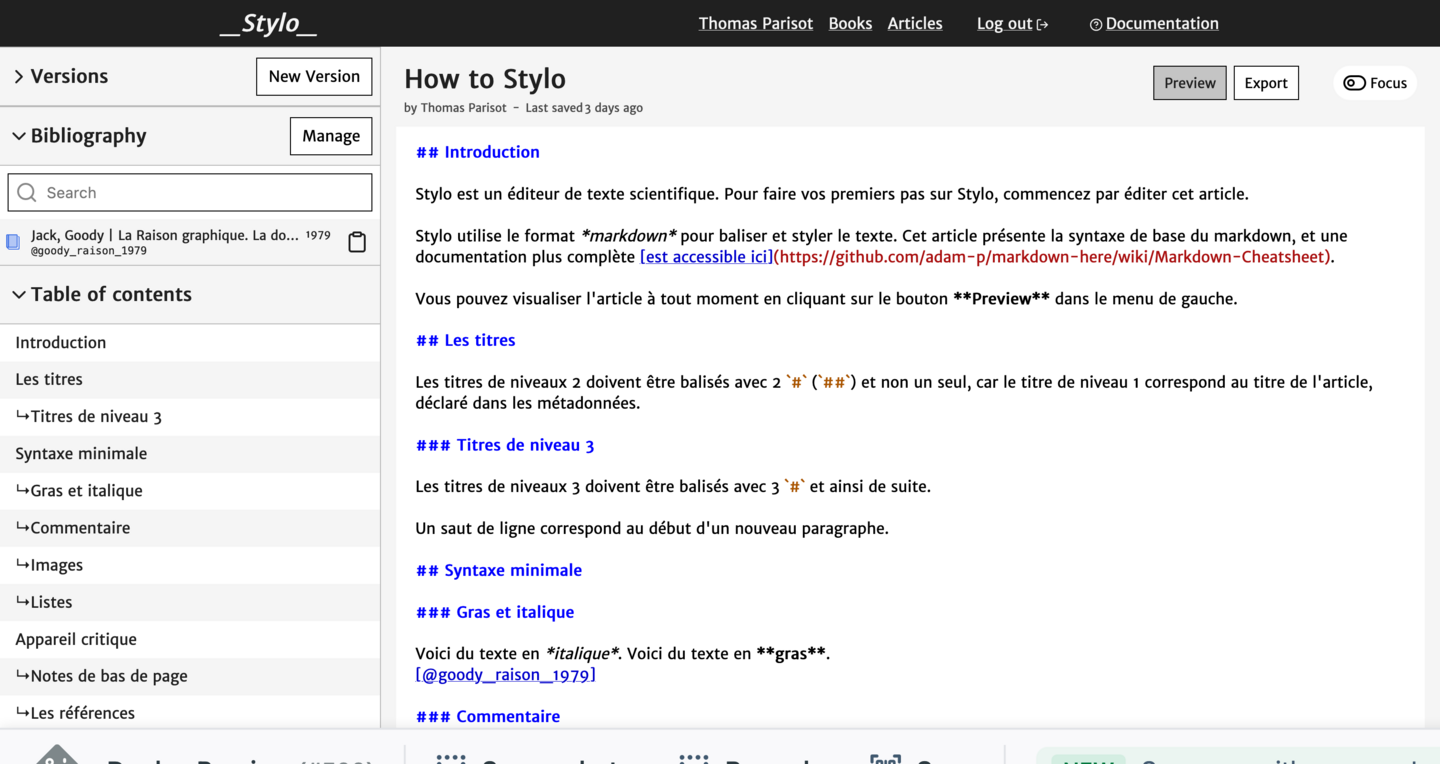 __Stylo__
Thomas Parisot Books Articles Log out Documentation
Versions
New Version
Bibliography
Manage
Search
Jack, Goody | La Raison graphique. La do... 1979
@goody_raison_1979
Table of contents
Introduction
Les titres
↪Titres de niveau 3
Syntaxe minimale
↪Gras et italique
↪Commentaire
↪Images
↪Listes
Appareil critique
↪Notes de bas de page
↪Les références
How to Stylo
by Thomas Parisot – Last saved 3 days ago
Preview
Export
Focus
## Introduction
Stylo est un éditeur de texte scientifique. Pour faire vos premiers pas sur Stylo, commencez par éditer cet article.
Stylo utilise le format *markdown* pour baliser et styler le texte. Cet article présente la syntaxe de base du markdown, et une
documentation plus complète [est accessible ici](https://github.com/adam-p/markdown-here/wiki/Markdown-Cheatsheet).
Vous pouvez visualiser l'article à tout moment en cliquant sur le bouton **Preview** dans le menu de gauche.
## Les titres
Les titres de niveaux 2 doivent être balisés avec 2 `#` (`##`) et non un seul, car le titre de niveau 1 correspond au titre de l'article,
déclaré dans les métadonnées.
### Titres de niveau 3
Les titres de niveaux 3 doivent être balisés avec 3 `#` et ainsi de suite.
Un saut de ligne correspond au début d'un nouveau paragraphe.
## Syntaxe minimale
### Gras et italique
Voici du texte en *italique*. Voici du texte en **gras**.
[@goody_raison_1979]
### Commentaire